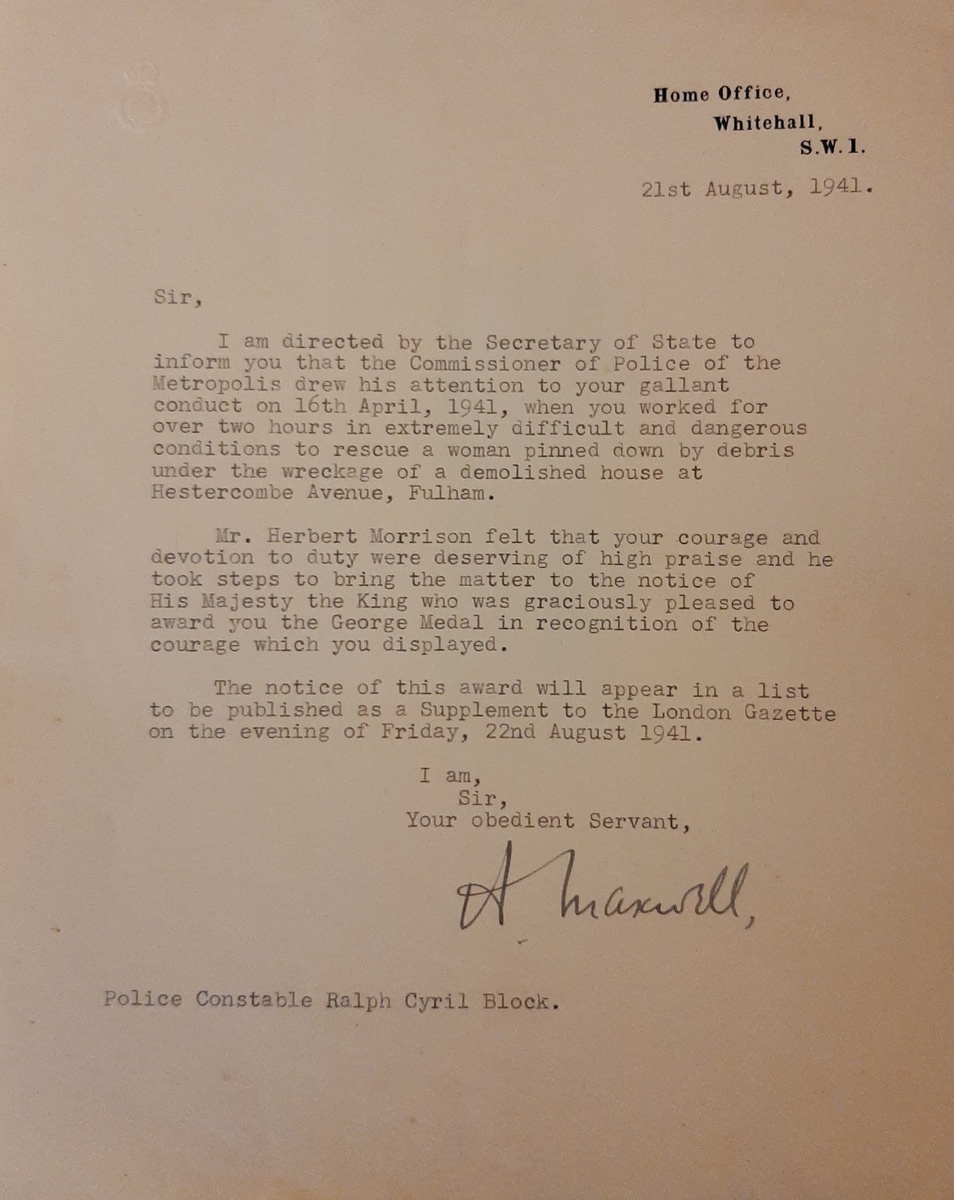 Home Office,
Whitehall,
S.W.1.
21st August, 1941.
Sir,
I am directed by the Secretary of State to
inform you that the Commissioner of Police of the
Metropolis drew his attention to your gallant
conduct on 16th April, 1941, when you worked for
over two hours in extremely difficult and dangerous
conditions to rescue a woman pinned down by debris
under the wreckage of a demolished house at
Hestercombe Avenue, Fulham.
Mr. Herbert Morrison felt that your courage and
devotion to duty were deserving of high praise and he
took steps to bring the matter to the notice of
His Majesty the King who was graciously pleased to
award you the George Medal in recognition of the
courage which you displayed.
The notice of this award will appear in a list
to be published as a Supplement to the London Gazette
on the evening of Friday, 22nd August 1941.
I am,
Sir,
Your obedient Servant,
A Maxwell,
Police Constable Ralph Cyril Block.